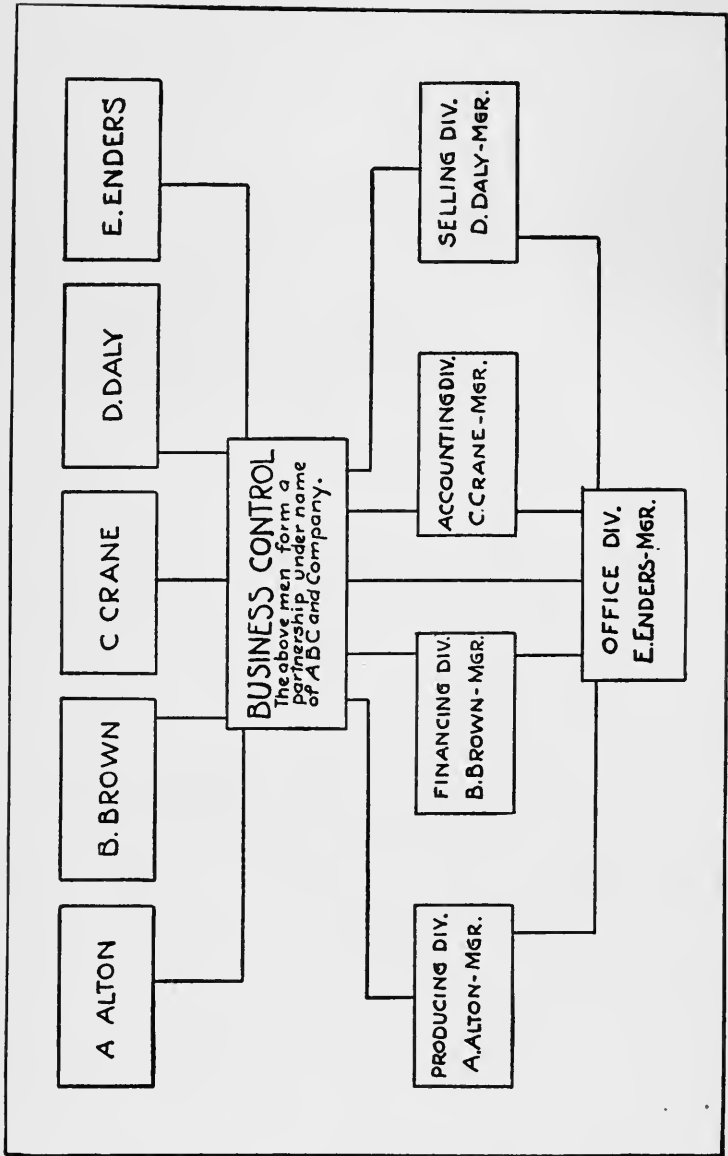 A ALTON
B. BROWN
C CRANE
D. DALY
E. ENDERS
BUSINESS CONTROL
The above men form a
partnership under name
of ABC and Company.
PRODUCING DIV.
A. ALTON-MGR.
FINANCING DIV.
B. BROWN-MGR.
ACCOUNTING DIV.
C. CRANE-MGR.
SELLING DIV.
D. DALY-MGR.
OFFICE DIV.
E. ENDERS-MGR.